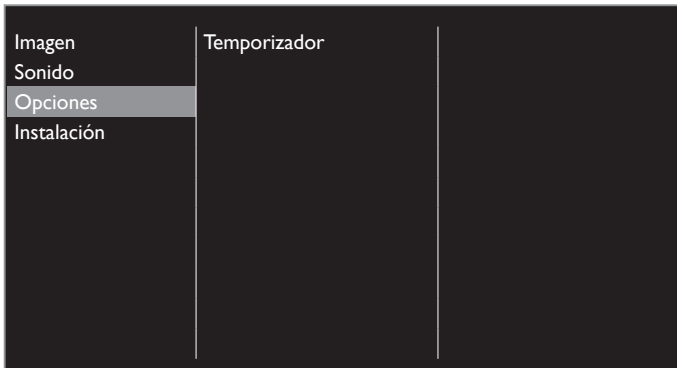 Imagen
Sonido
Opciones
Instalación
Temporizador